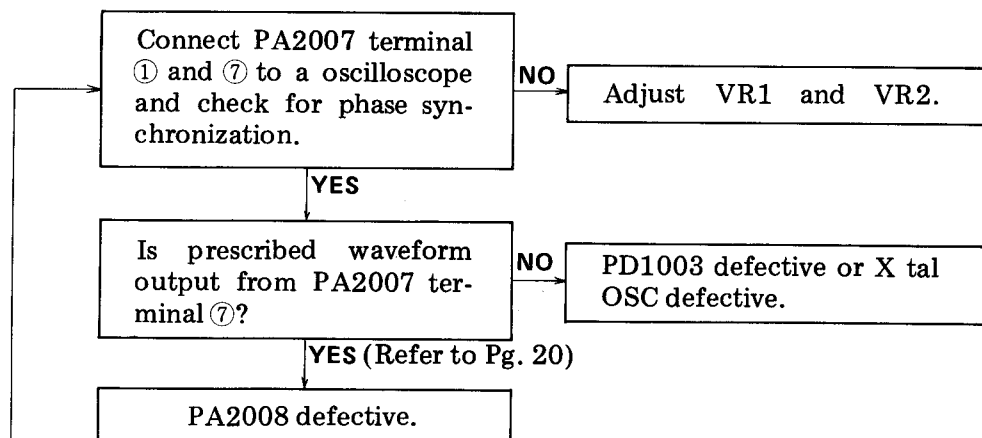 Connect PA2007 terminal
① and ⑦ to a oscilloscope
and check for phase syn-
chronization.
NO
Adjust VR1 and VR2.
YES
Is prescribed waveform
output from PA2007 ter-
minal ⑦?
NO
PD1003 defective or X tal
OSC defective.
YES (Refer to Pg. 20)
PA2008 defective.